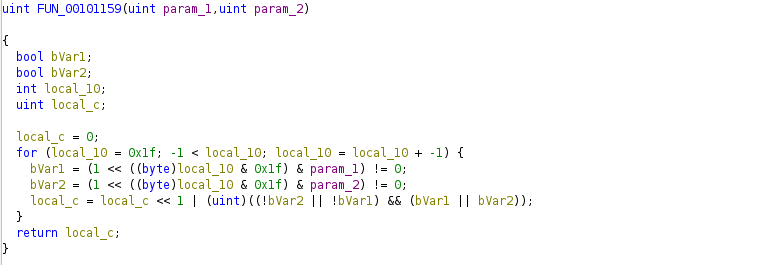 uint FUN_00101159(uint param_1,uint param_2)
{
bool bVar1;
bool bVar2;
int local_10;
uint local_c;
local_c = 0;
for (local_10 = 0x1f; -1 < local_10; local_10 = local_10 + -1) {
bVar1 = (1 << ((byte)local_10 & 0x1f) & param_1) != 0;
bVar2 = (1 << ((byte)local_10 & 0x1f) & param_2) != 0;
local_c = local_c << 1 | (uint)((!bVar2 || !bVar1) && (bVar1 || bVar2));
}
return local_c;
}